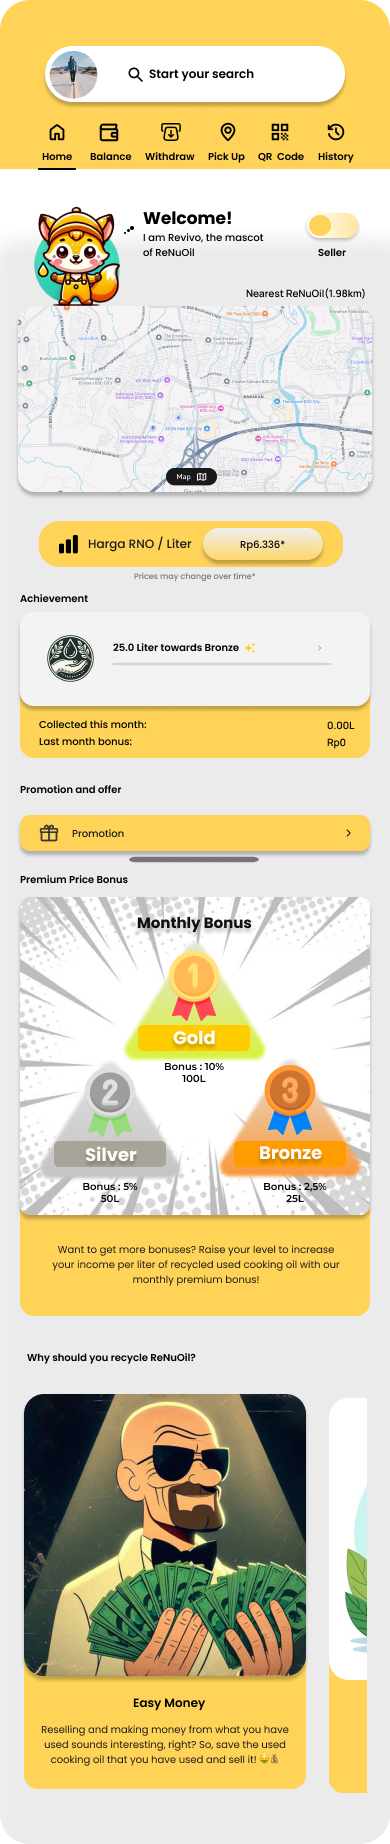 Start your search
Home Balance Withdraw Pick Up QR Code History
Welcome!
I am Revivo, the mascot
of ReNuOil
Seller
Nearest ReNuOil(1.98km)
Map
Harga RNO / Liter Rp6.336*
Prices may change over time*
Achievement
25.0 Liter towards Bronze ✨
Collected this month: 0.00L
Last month bonus: Rp0
Promotion and offer
Promotion
Premium Price Bonus
Monthly Bonus
1
Gold
Bonus : 10%
100L
2
3
Silver
Bronze
Bonus : 5%
50L
Bonus : 2,5%
25L
Want to get more bonuses? Raise your level to increase
your income per liter of recycled used cooking oil with our
monthly premium bonus!
Why should you recycle ReNuOil?
Easy Money
Reselling and making money from what you have
used sounds interesting, right? So, save the used
cooking oil that you have used and sell it! 🤑💰